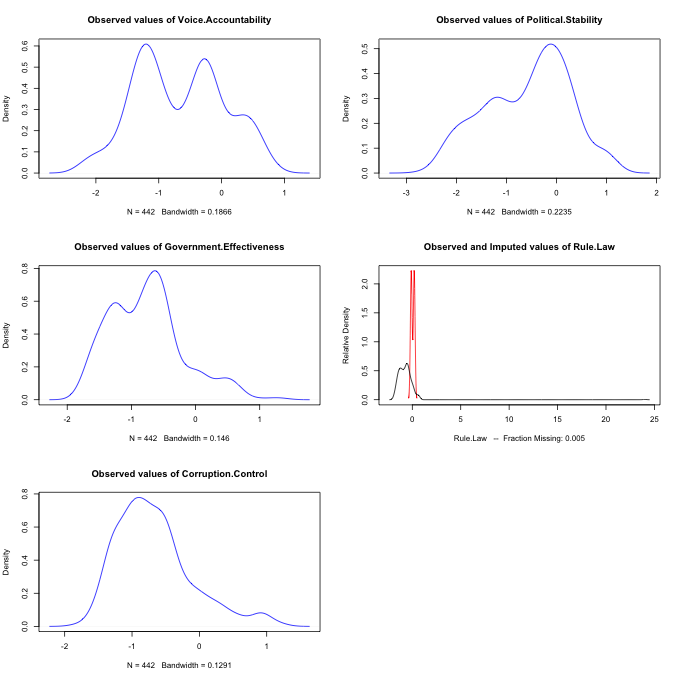 Observed values of Voice.Accountability
Density
0.0 0.1 0.2 0.3 0.4 0.5 0.6
-2 -1 0 1
N = 442 Bandwidth = 0.1866
Observed values of Political.Stability
Density
0.0 0.1 0.2 0.3 0.4 0.5
-3 -2 -1 0 1 2
N = 442 Bandwidth = 0.2235
Observed values of Government.Effectiveness
Density
0.0 0.2 0.4 0.6 0.8
-2 -1 0 1
N = 442 Bandwidth = 0.146
Observed and Imputed values of Rule.Law
Relative Density
0.0 0.5 1.0 1.5 2.0
0 5 10 15 20 25
Rule.Law -- Fraction Missing: 0.005
Observed values of Corruption.Control
Density
0.0 0.2 0.4 0.6 0.8
-2 -1 0 1
N = 442 Bandwidth = 0.1291